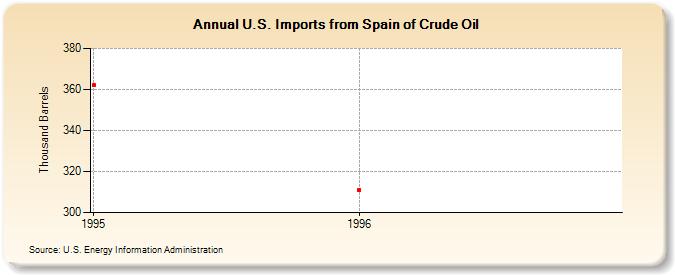 Annual U.S. Imports from Spain of Crude Oil
Thousand Barrels
380
360
340
320
300
1995
1996
Source: U.S. Energy Information Administration